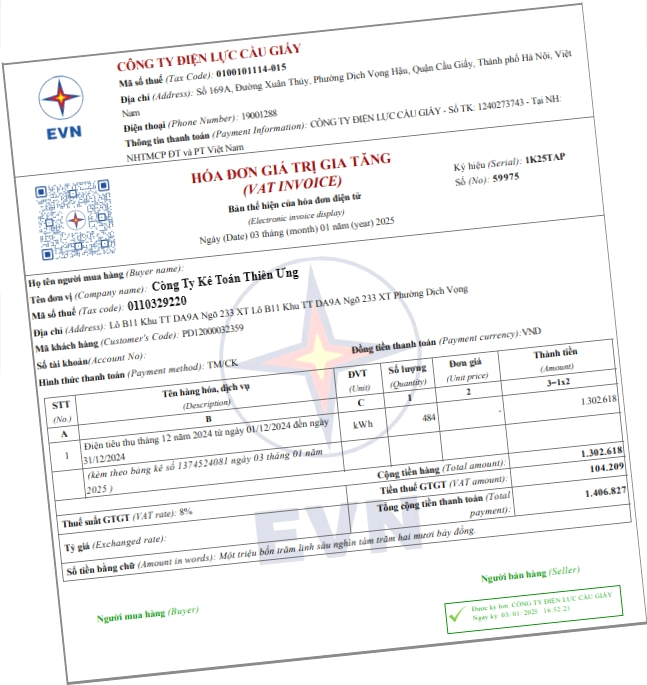 CÔNG TY ĐIỆN LỰC CẦU GIẤY
Mã số thuế (Tax Code): 0100101114-015
Địa chỉ (Address): Số 169A, Đường Xuân Thủy, Phường Dịch Vọng Hậu, Quận Cầu Giấy, Thành phố Hà Nội, Việt
Nam
Điện thoại (Phone Number): 19001288
Thông tin thanh toán (Payment Information): CÔNG TY ĐIỆN LỰC CẦU GIẤY - Số TK: 1240273743 - Tại NH:
NHTMCP ĐT và PT Việt Nam
EVN
HÓA ĐƠN GIÁ TRỊ GIA TĂNG
(VAT INVOICE)
Bản thể hiện của hóa đơn điện tử
(Electronic invoice display)
Ngày (Date) 03 tháng (month) 01 năm (year) 2025
Ký hiệu (Serial): 1K25TAP
Số (No): 59975
Họ tên người mua hàng (Buyer name):
Tên đơn vị (Company name): Công Ty Kê Toán Thiên Ưng
Mã số thuế (Tax code): 0110329220
Địa chỉ (Address): Lô B11 Khu TT DA9A Ngõ 233 XT Lô B11 Khu TT DA9A Ngõ 233 XT Phường Dịch Vọng
Mã khách hàng (Customer's Code): PD12000032359
Số tài khoản(Account No):
Hình thức thanh toán (Payment method): TM/CK
Đồng tiền thanh toán (Payment currency):VND
STT (No.) Tên hàng hóa, dịch vụ (Description) ĐVT (Unit) Số lượng (Quantity) Đơn giá (Unit price) Thành tiền (Amount)
A B C 1 2 3=1x2
1 Điện tiêu thụ tháng 12 năm 2024 từ ngày 01/12/2024 đến ngày kWh 484 - 1.302.618
31/12/2024
(kèm theo bảng kê số 1374524081 ngày 03 tháng 01 năm
2025 )
Cộng tiền hàng (Total amount): 1.302.618
Thuế suất GTGT (VAT rate): 8% Tiền thuế GTGT (VAT amount): 104.209
Tỷ giá (Exchanged rate): Tổng cộng tiền thanh toán (Total payment): 1.406.827
Số tiền bằng chữ (Amount in words): Một triệu bốn trăm linh sáu nghìn tám trăm hai mươi bảy đồng.
EVN
Người mua hàng (Buyer)
Người bán hàng (Seller)
Được ký bởi CÔNG TY ĐIỆN LỰC CẦU GIẤY
Ngày ký 03/01/2025 16:52:21